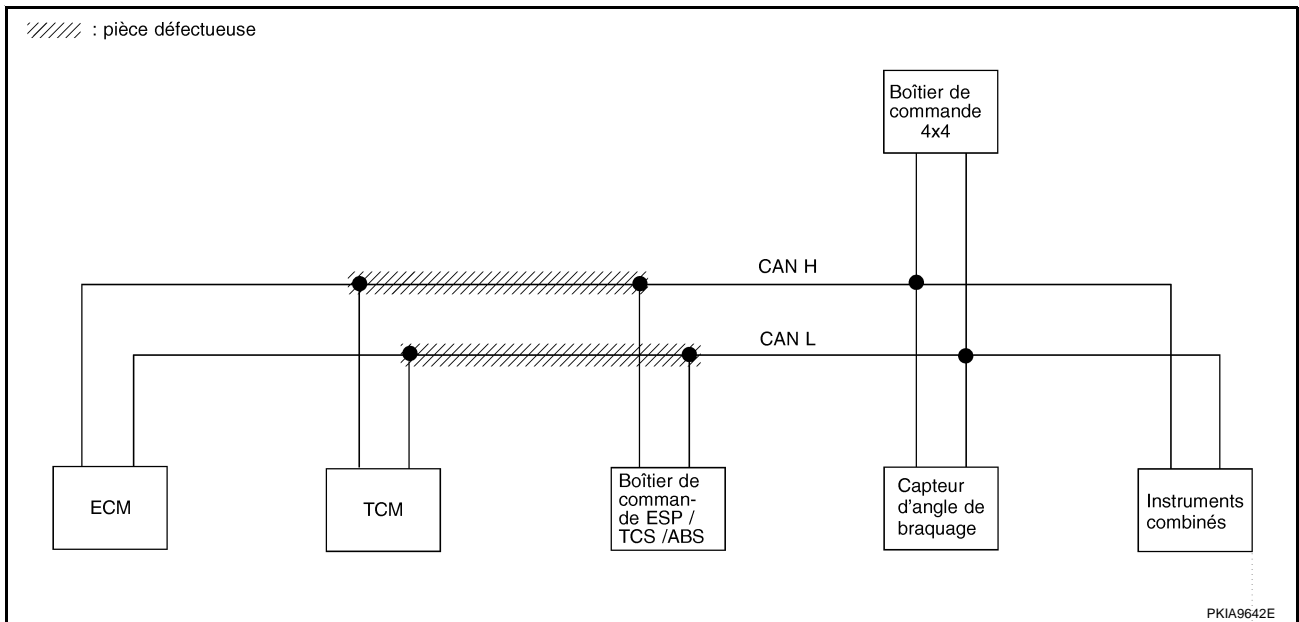 : pièce défectueuse
Boîtier de
commande
4x4
CAN H
CAN L
ECM
TCM
Boîtier de
comman-
de ESP /
TCS /ABS
Capteur
d'angle de
braquage
Instruments
combinés
PKIA9642E